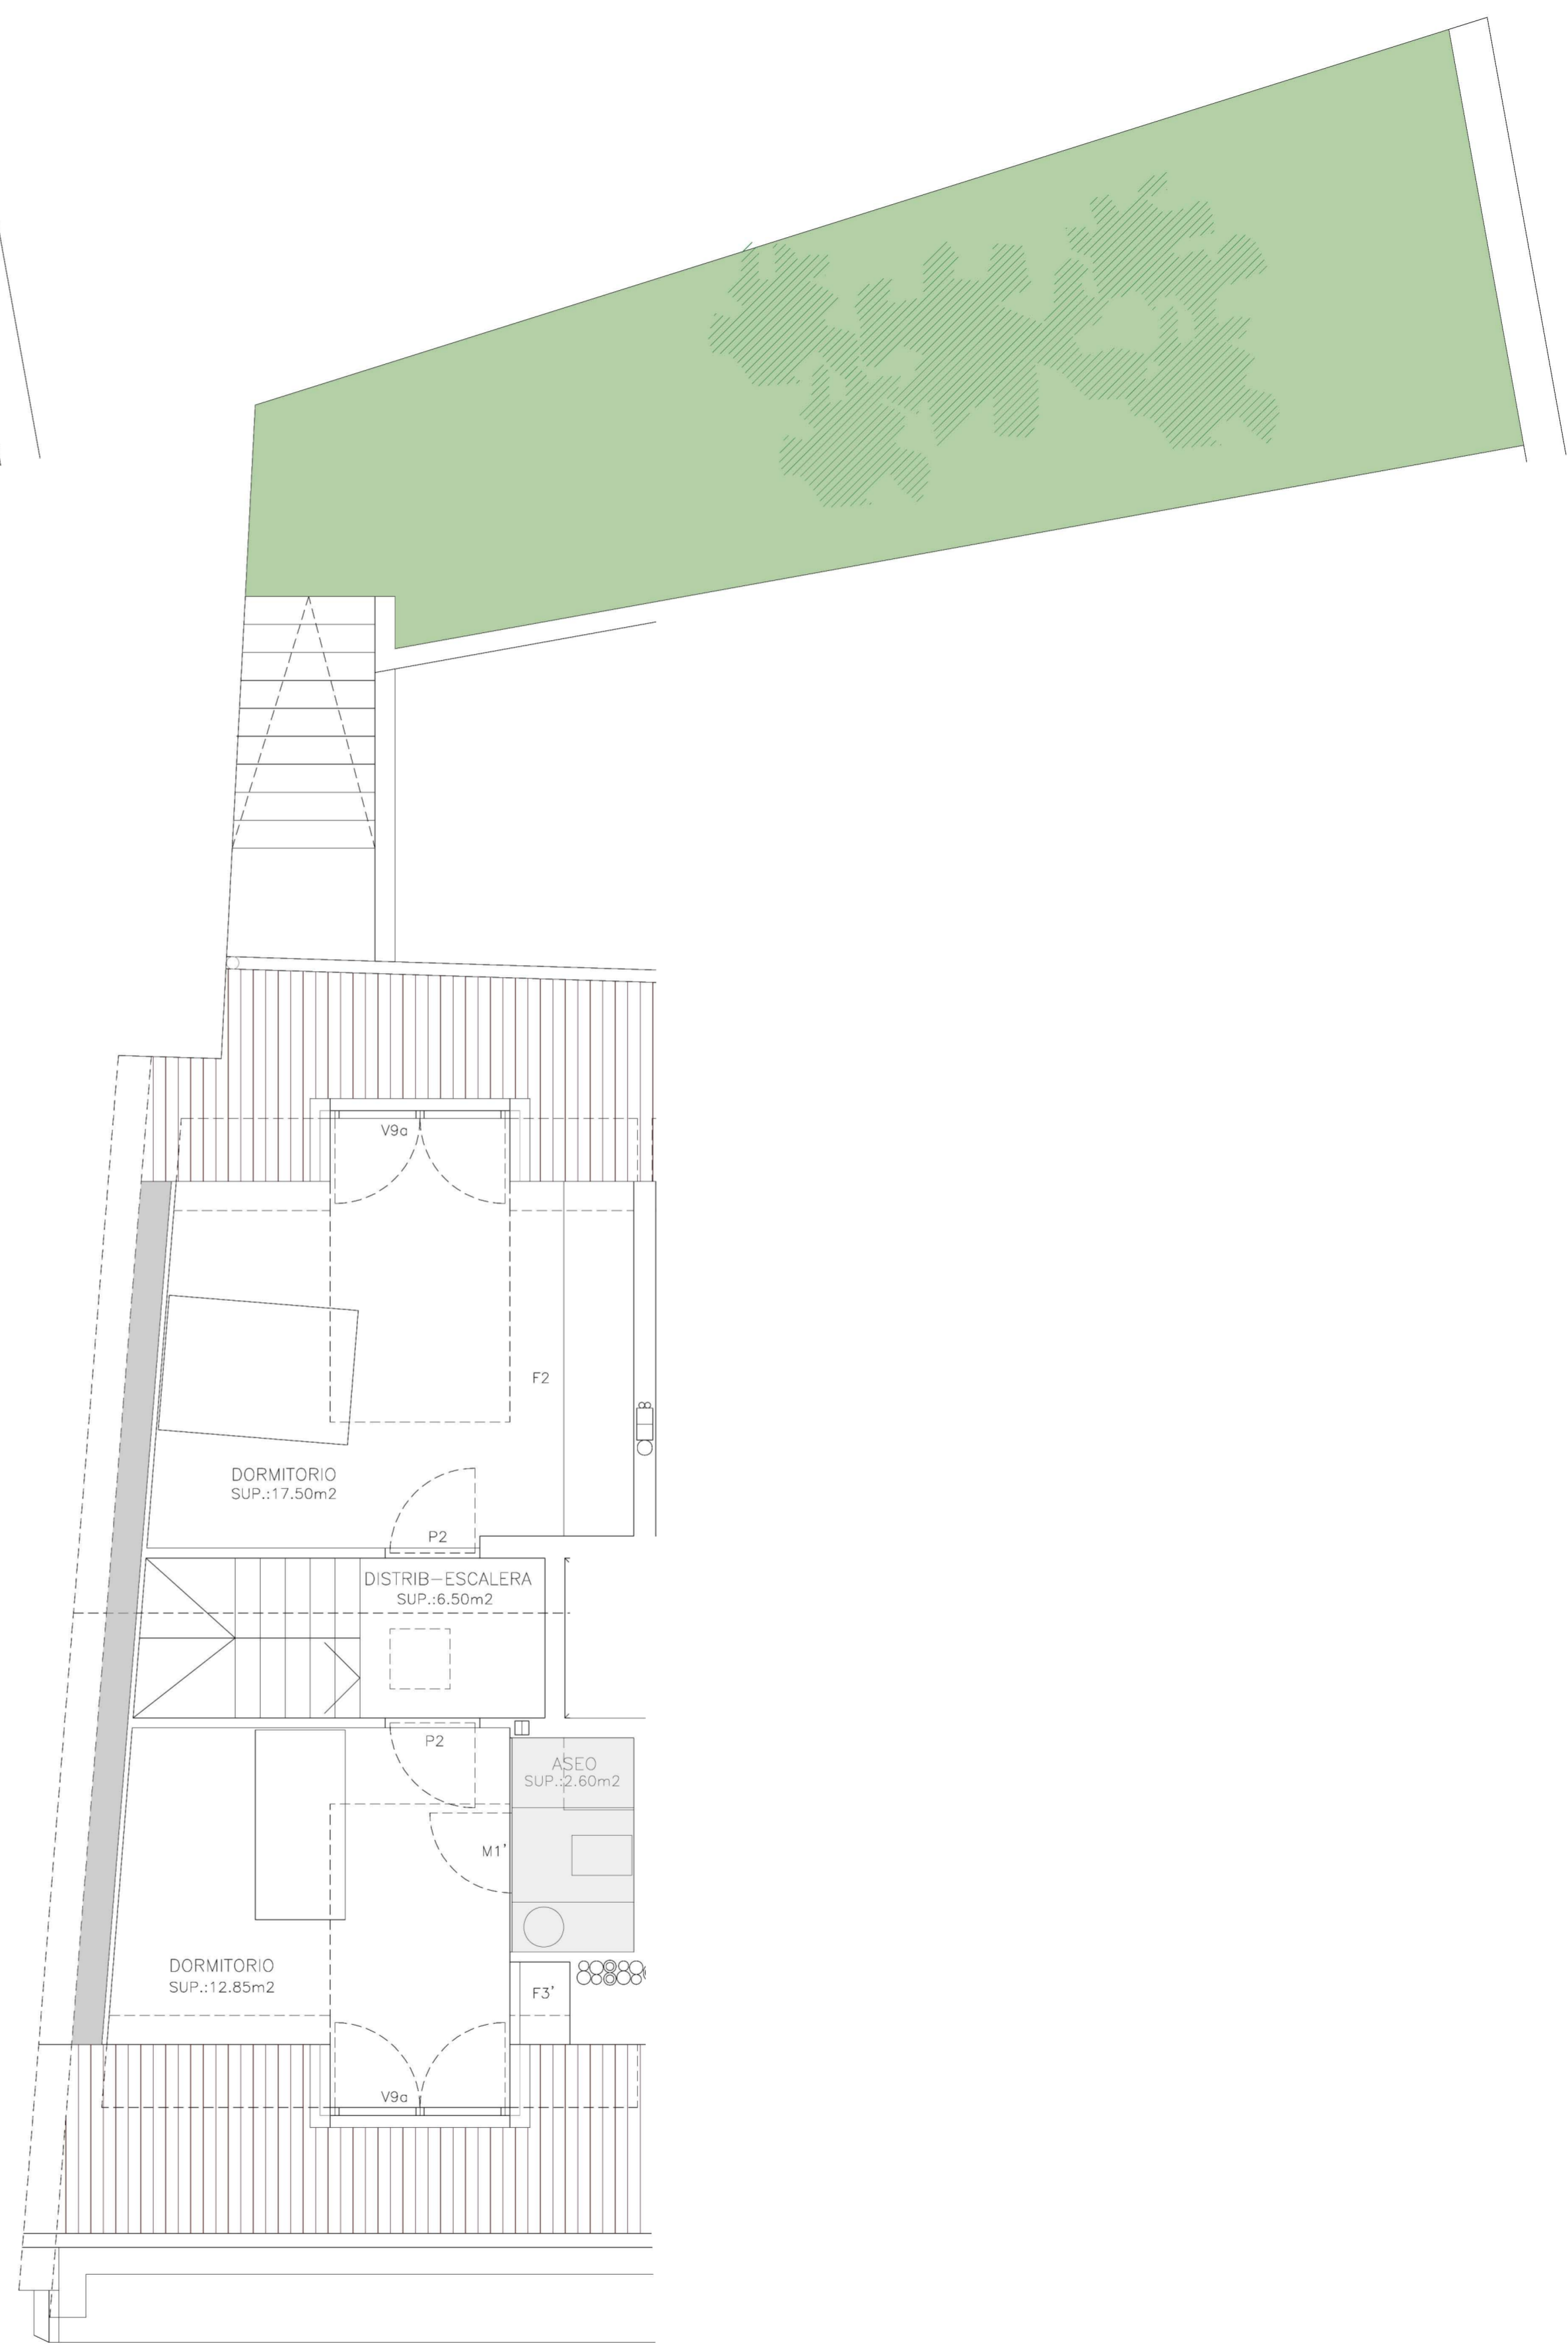 V9a
F2
DORMITORIO
SUP.:17.50m2
P2
DISTRIB-ESCALERA
SUP.:6.50m2
P2
ASEO
SUP.:2.60m2
M1'
DORMITORIO
SUP.:12.85m2
F3'
V9a